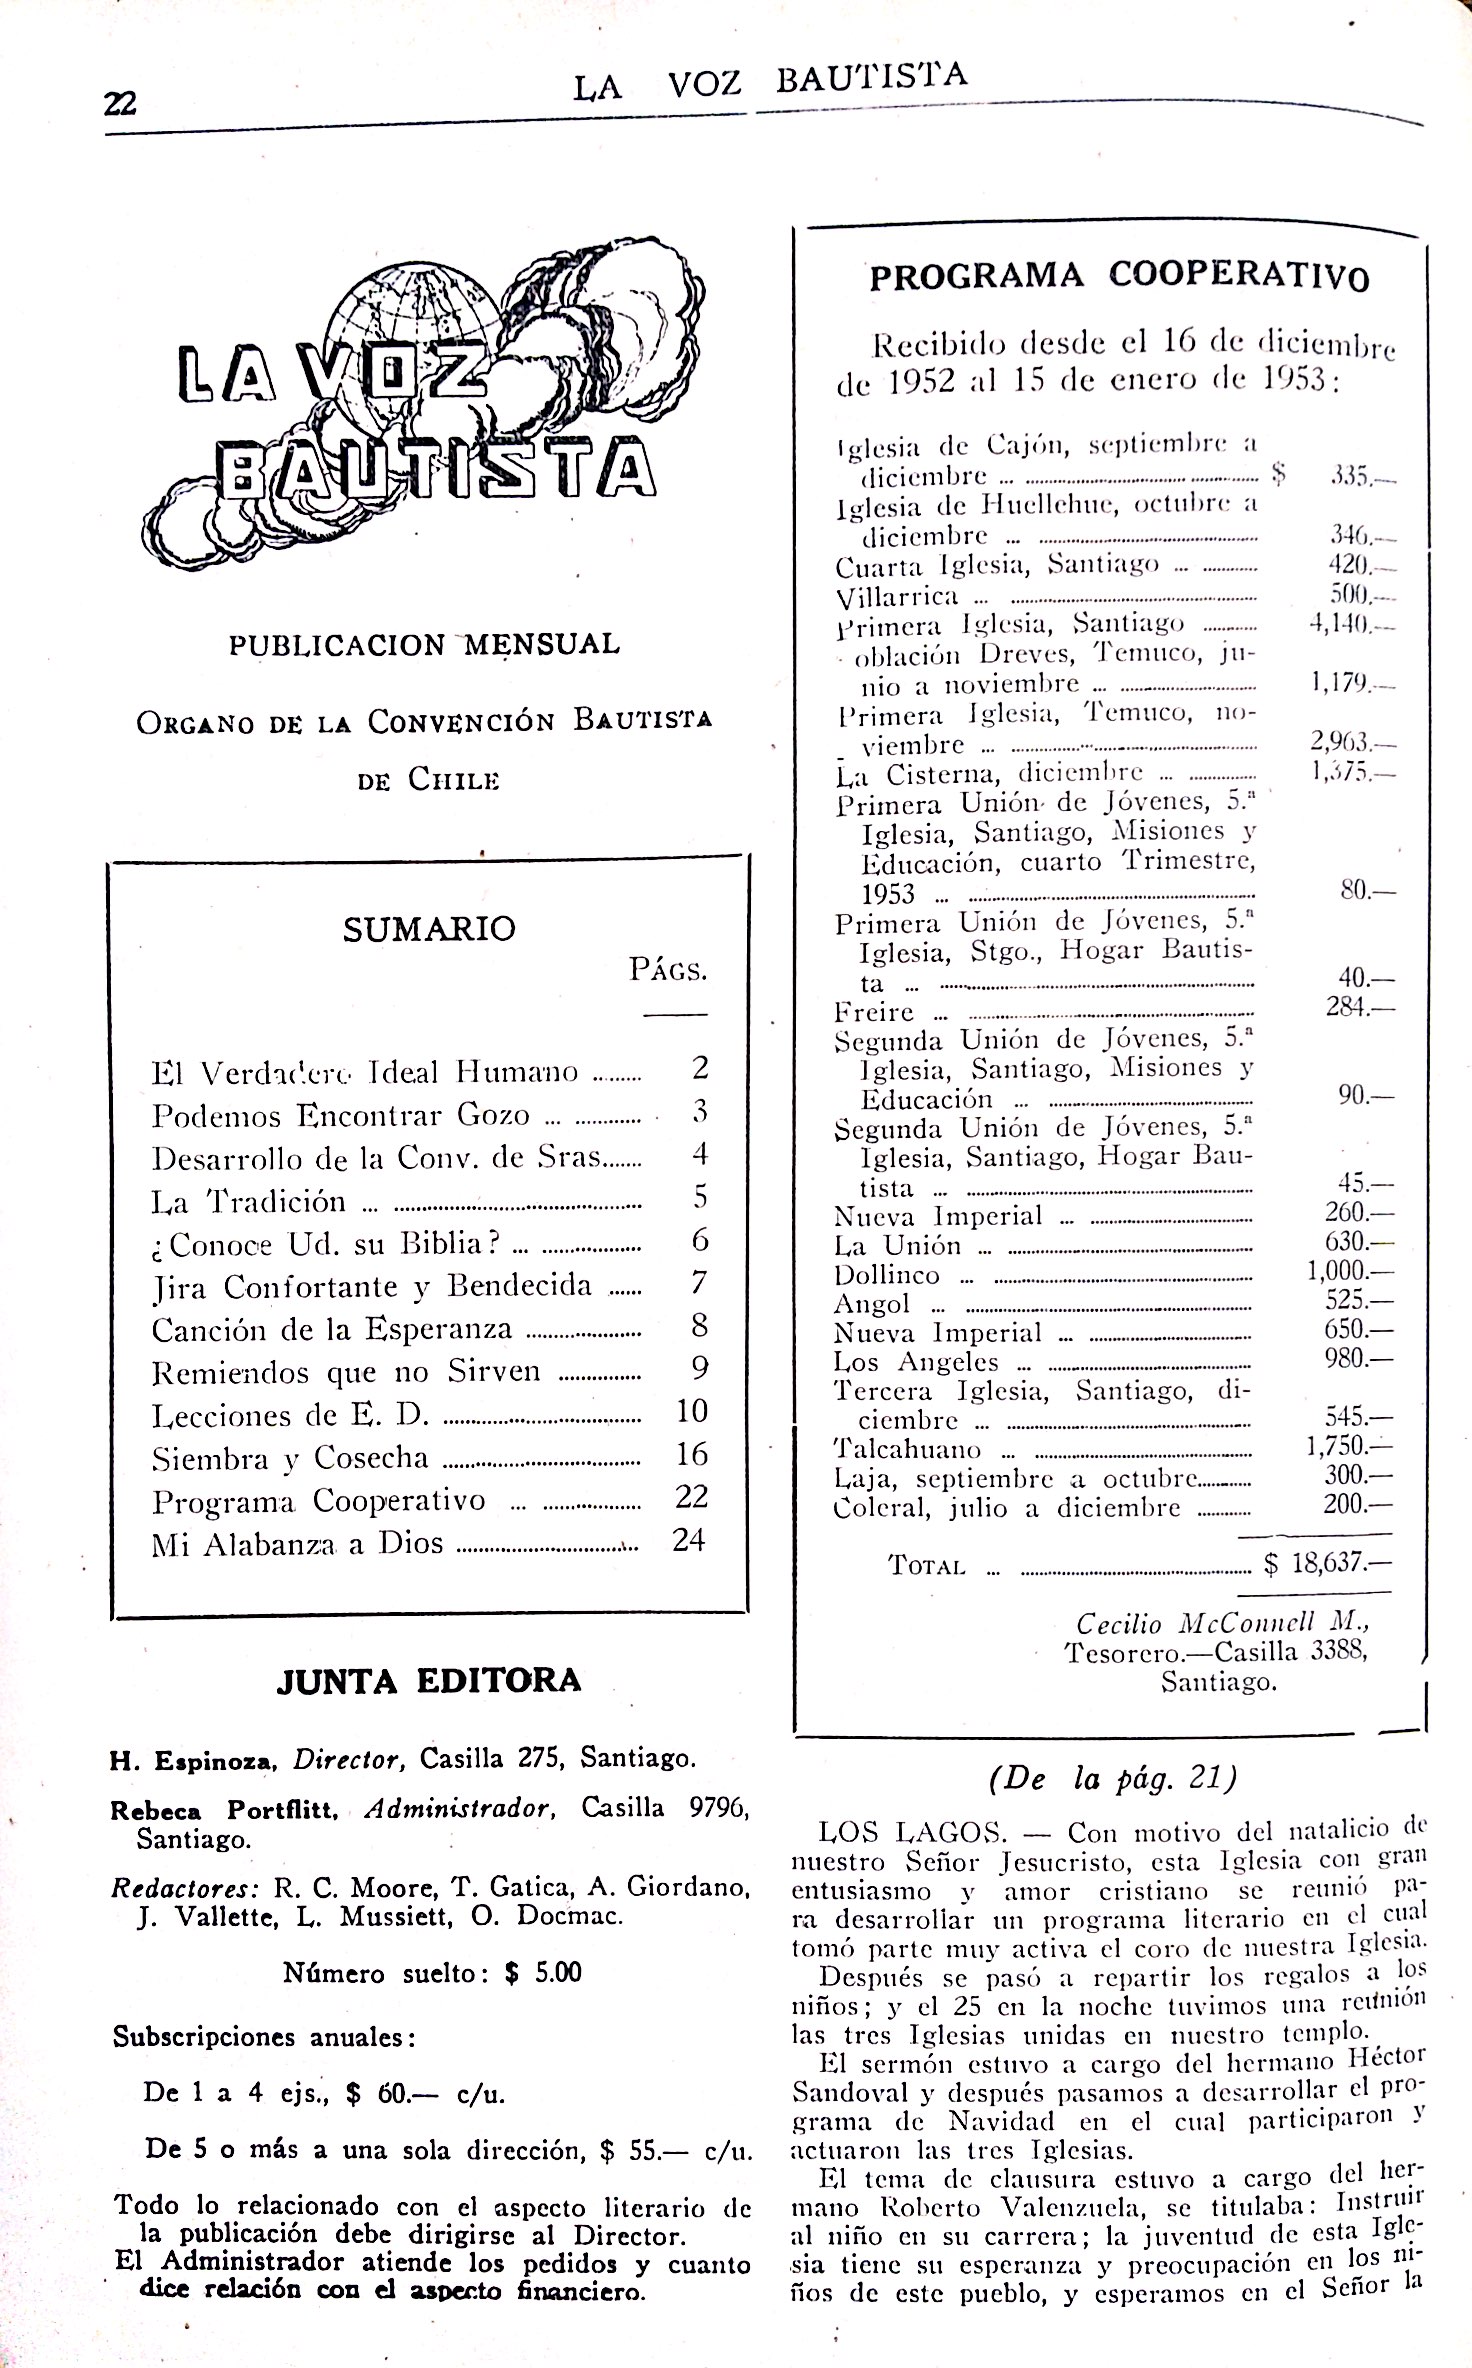 22
LA VOZ BAUTISTA
LA VOZ
BAUTISTA
PUBLICACION MENSUAL
ORGANO DE LA CONVENCIÓN BAUTISTA
DE CHILE
SUMARIO
PÁGS.
El Verdadero Ideal Humano ......... 2
Podemos Encontrar Gozo ... ............ 3
Desarrollo de la Conv. de Sras....... 4
La Tradición ... ............................. 5
¿Conoce Ud. su Biblia? ... ............ 6
Jira Confortante y Bendecida ...... 7
Canción de la Esperanza .............. 8
Remiendos que no Sirven ............ 9
Lecciones de E. D. ........................ 10
Siembra y Cosecha ........................ 16
Programa Cooperativo ... ............ 22
Mi Alabanza a Dios ........................ 24
JUNTA EDITORA
H. Espinoza, Director, Casilla 275, Santiago.
Rebeca Portflitt, Administrador, Casilla 9796,
Santiago.
Redactores: R. C. Moore, T. Gatica, A. Giordano,
J. Vallette, L. Mussiett, O. Docmac.
Número suelto: $ 5.00
Subscripciones anuales:
De 1 a 4 ejs., $ 60.— c/u.
De 5 o más a una sola dirección, $ 55.— c/u.
Todo lo relacionado con el aspecto literario de
la publicación debe dirigirse al Director.
El Administrador atiende los pedidos y cuanto
dice relación con el aspecto financiero.
PROGRAMA COOPERATIVO
Recibido desde el 16 de diciembre
de 1952 al 15 de enero de 1953:
Iglesia de Cajón, septiembre a
diciembre ... .............................. $ 335.—
Iglesia de Huellehue, octubre a
diciembre ... .............................. 346.—
Cuarta Iglesia, Santiago ... ......... 420.—
Villarrica ... .............................. 500.—
Primera Iglesia, Santiago ......... 4,140.—
oblación Dreves, Temuco, ju-
nio a noviembre ... .................. 1,179.—
Primera Iglesia, Temuco, no-
viembre ... .............................. 2,963.—
La Cisterna, diciembre ... ......... 1,375.—
Primera Unión de Jóvenes, 5.ª
Iglesia, Santiago, Misiones y
Educación, cuarto Trimestre,
1953 ... .............................. 80.—
Primera Unión de Jóvenes, 5.ª
Iglesia, Stgo., Hogar Bautis-
ta ... .............................. 40.—
Freire ... .............................. 284.—
Segunda Unión de Jóvenes, 5.ª
Iglesia, Santiago, Misiones y
Educación ... .............................. 90.—
Segunda Unión de Jóvenes, 5.ª
Iglesia, Santiago, Hogar Bau-
tista ... .............................. 45.—
Nueva Imperial ... .................. 260.—
La Unión ... .............................. 630.—
Dollinco ... .............................. 1,000.—
Angol ... .............................. 525.—
Nueva Imperial ... .................. 650.—
Los Angeles ... .............................. 980.—
Tercera Iglesia, Santiago, di-
ciembre ... .............................. 545.—
Talcahuano ... .............................. 1,750.—
Laja, septiembre a octubre......... 300.—
Coleral, julio a diciembre ......... 200.—
TOTAL ... .............................. $ 18,637.—
Cecilio McConnell M.,
Tesorero.—Casilla 3388,
Santiago.
(De la pág. 21)
LOS LAGOS. — Con motivo del natalicio de
nuestro Señor Jesucristo, esta Iglesia con gran
entusiasmo y amor cristiano se reunió pa-
ra desarrollar un programa literario en el cual
tomó parte muy activa el coro de nuestra Iglesia.
Después se pasó a repartir los regalos a los
niños; y el 25 en la noche tuvimos una reunión
las tres Iglesias unidas en nuestro templo.
El sermón estuvo a cargo del hermano Héctor
Sandoval y después pasamos a desarrollar el pro-
grama de Navidad en el cual participaron y
actuaron las tres Iglesias.
El tema de clausura estuvo a cargo del her-
mano Roberto Valenzuela, se titulaba: Instruir
al niño en su carrera; la juventud de esta Igle-
sia tiene su esperanza y preocupación en los ni-
ños de este pueblo, y esperamos en el Señor la